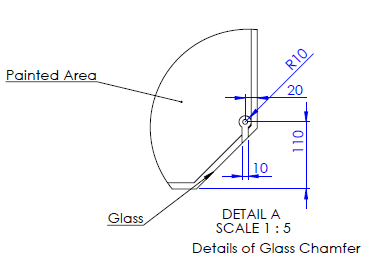 R10
Painted Area
20
110
10
Glass
DETAIL A
SCALE 1 : 5
Details of Glass Chamfer